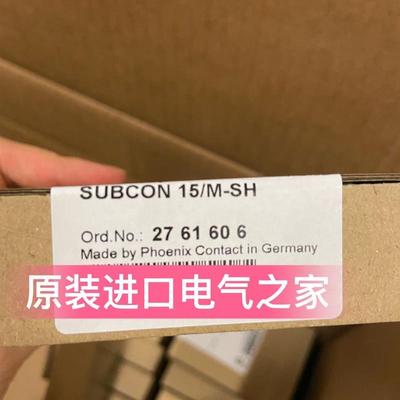 SUBCON 15/M-SH
Ord.No.: 27 61 60 6
Made by Phoenix Contact in Germany
原装进口电气之家